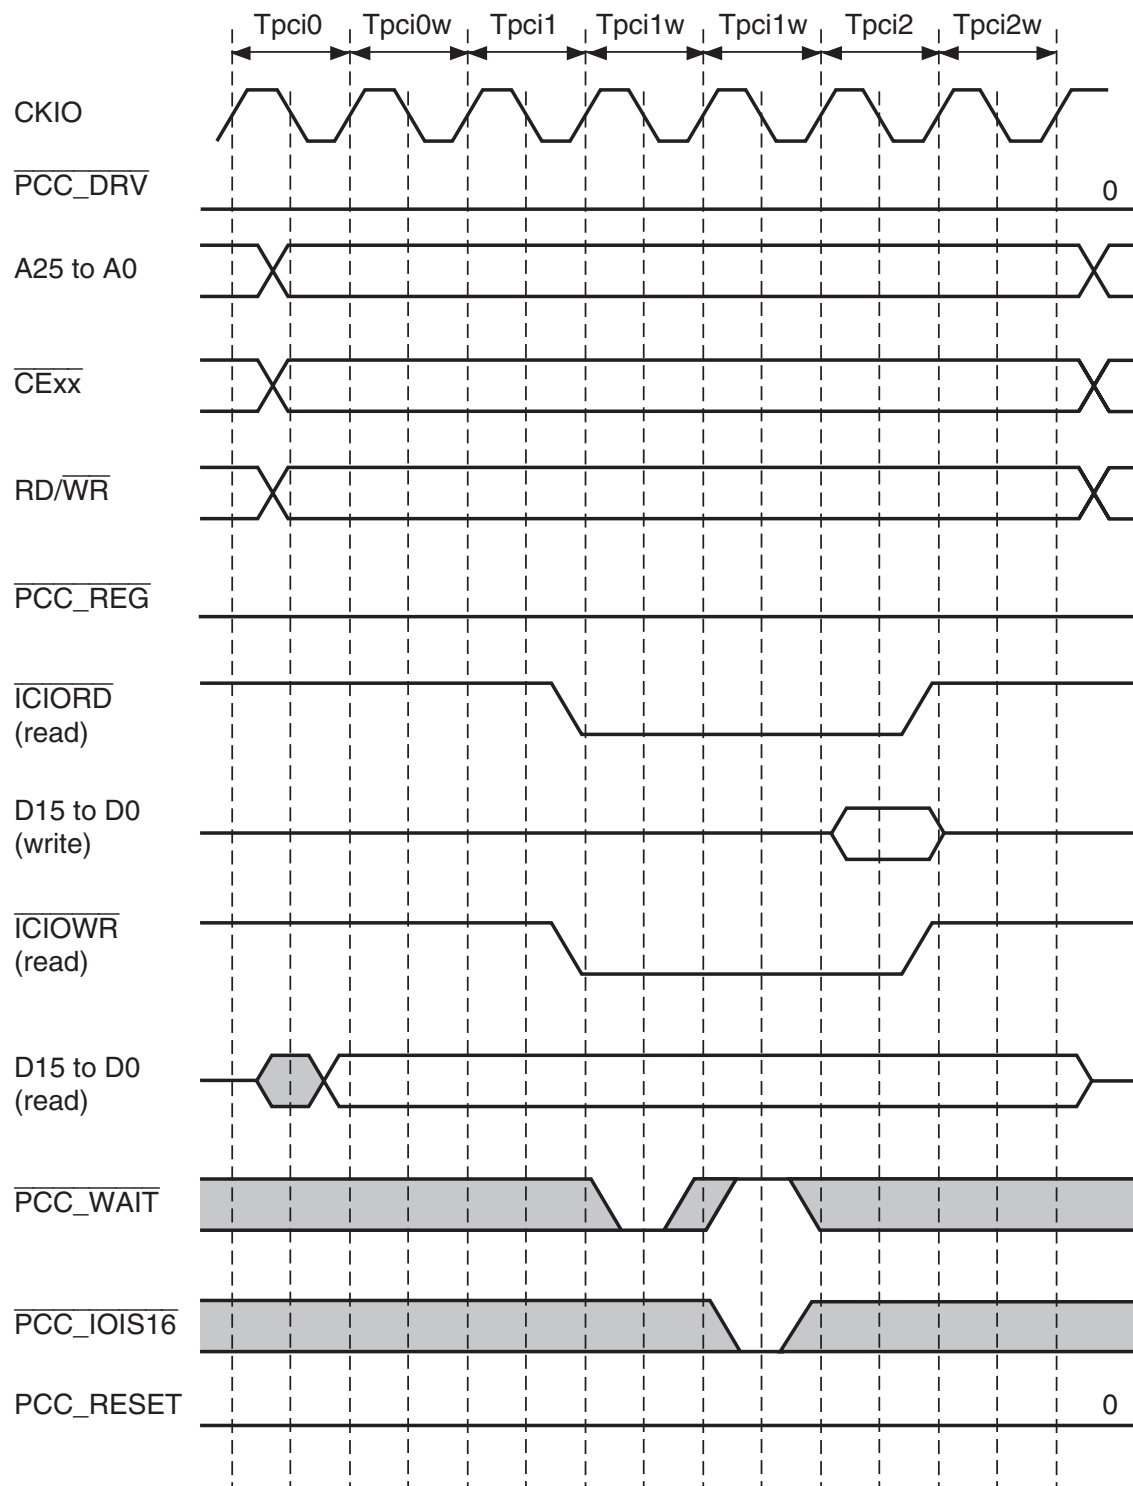 Tpci0 Tpci0w Tpci1 Tpci1w Tpci1w Tpci2 Tpci2w
CKIO
PCC_DRV
0
A25 to A0
CExx
RD/WR
PCC_REG
ICIORD
(read)
D15 to D0
(write)
ICIOWR
(read)
D15 to D0
(read)
PCC_WAIT
PCC_IOIS16
PCC_RESET
0